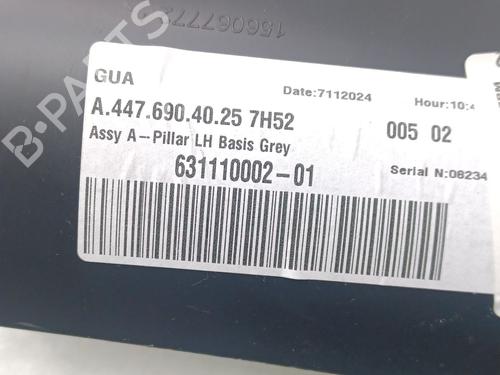 156067772
GUA
Date:7112024
Hour:10:4
A.447.690.40.25 7H52
005 02
Assy A-Pillar LH Basis Grey
631110002-01
Serial N:08234
B-PARTS